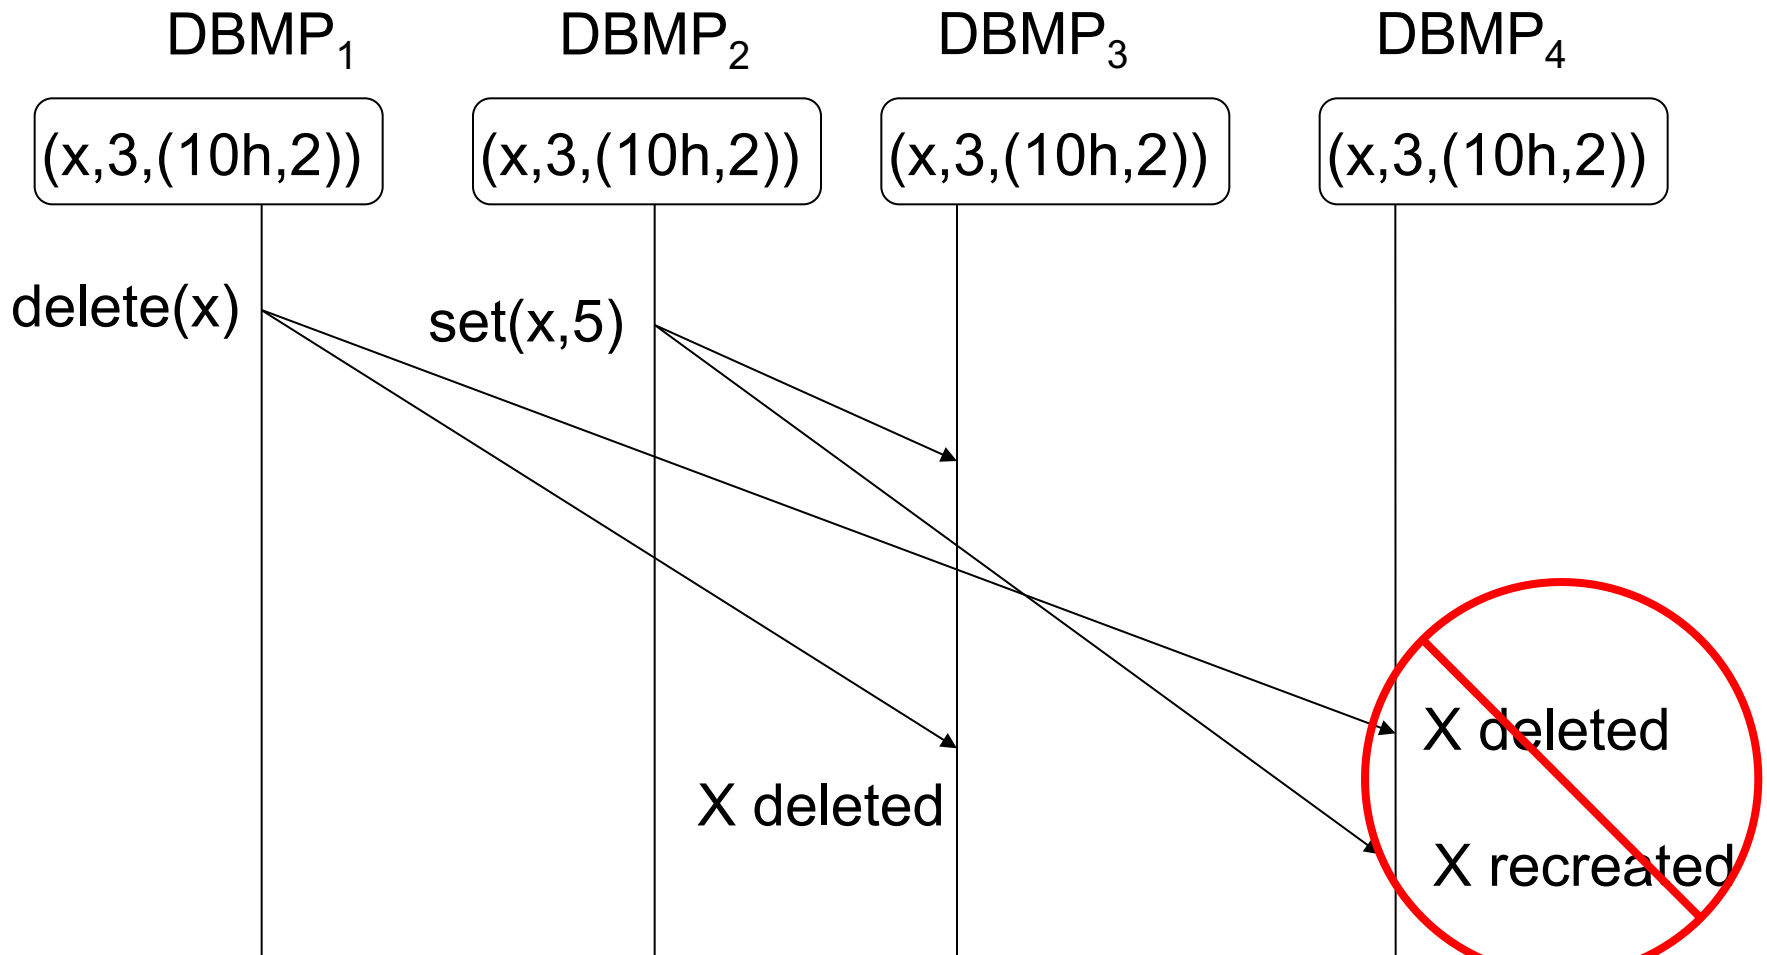 DBMP1 DBMP2 DBMP3 DBMP4
(x,3,(10h,2)) (x,3,(10h,2)) (x,3,(10h,2)) (x,3,(10h,2))
delete(x) set(x,5)
X deleted
X deleted
X recreated